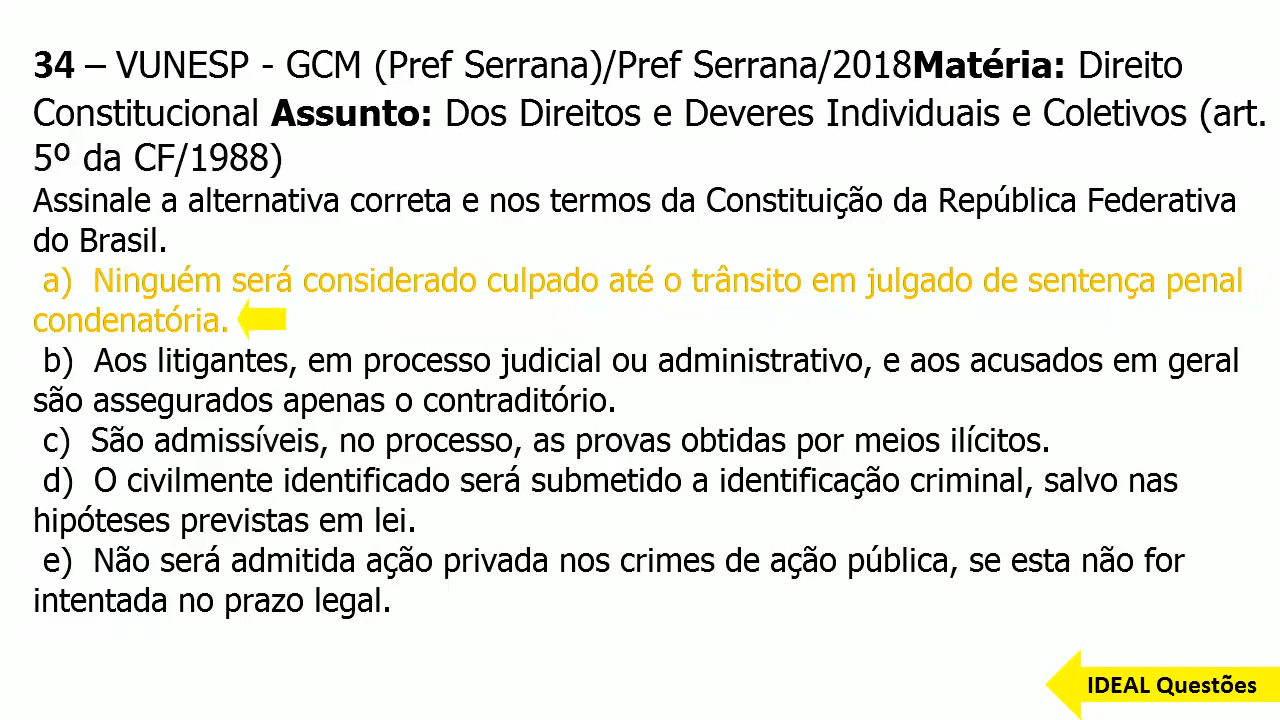 34 – VUNESP - GCM (Pref Serrana)/Pref Serrana/2018Matéria: Direito
Constitucional Assunto: Dos Direitos e Deveres Individuais e Coletivos (art.
5º da CF/1988)
Assinale a alternativa correta e nos termos da Constituição da República Federativa
do Brasil.
a) Ninguém será considerado culpado até o trânsito em julgado de sentença penal
condenatória.
b) Aos litigantes, em processo judicial ou administrativo, e aos acusados em geral
são assegurados apenas o contraditório.
c) São admissíveis, no processo, as provas obtidas por meios ilícitos.
d) O civilmente identificado será submetido a identificação criminal, salvo nas
hipóteses previstas em lei.
e) Não será admitida ação privada nos crimes de ação pública, se esta não for
intentada no prazo legal.
IDEAL Questões